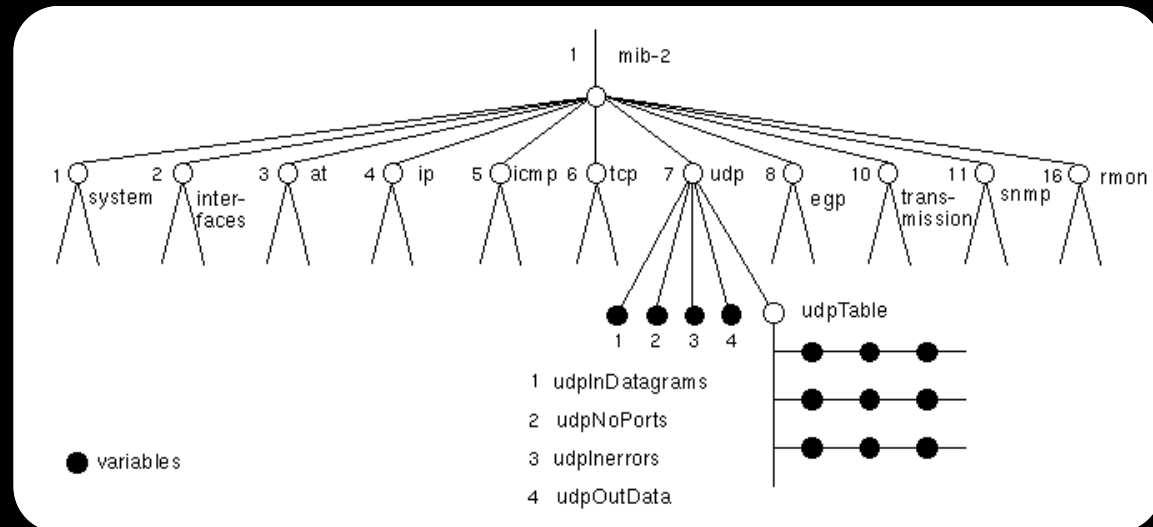 1 mib-2
1 system
2 inter-
faces
3 at
4 ip
5 icmp
6 tcp
7 udp
8 egp
10 trans-
mission
11 snmp
16 rmon
udpTable
1 2 3 4
1 udpInDatagrams
2 udpNoPorts
3 udpInerrors
4 udpOutData
variables